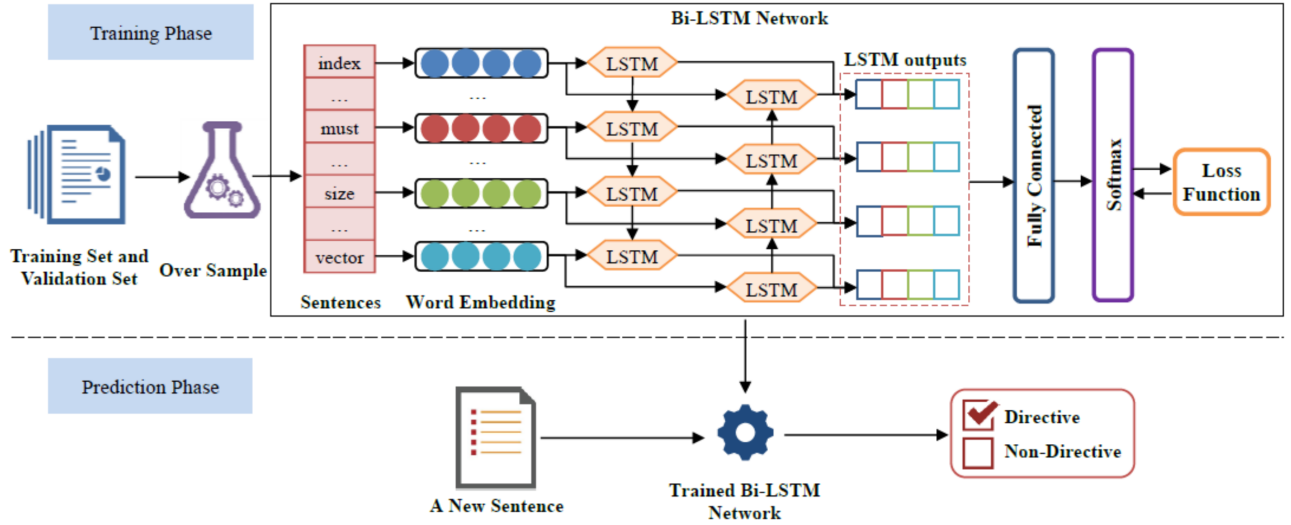 Training Phase
Bi-LSTM Network
index
...
must
...
size
...
vector
Sentences
...
...
...
Word Embedding
LSTM
LSTM
LSTM
LSTM
LSTM
LSTM
LSTM
LSTM
LSTM outputs
Fully Connected
Softmax
Loss
Function
Training Set and
Validation Set
Over Sample
Prediction Phase
A New Sentence
Trained Bi-LSTM
Network
Directive
Non-Directive